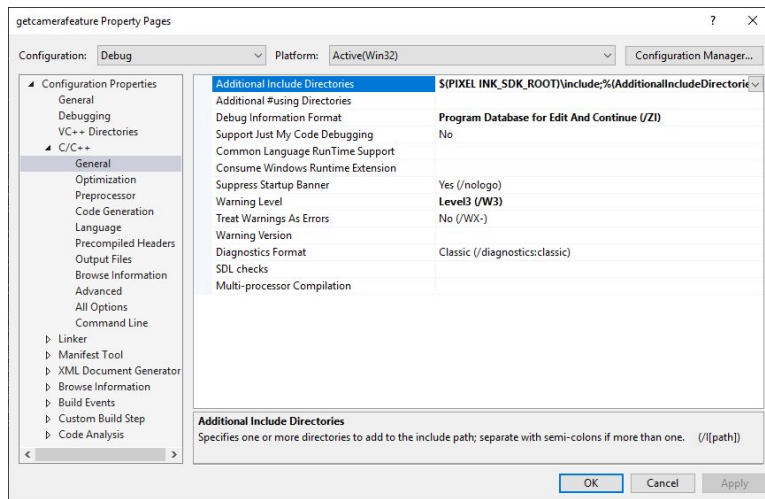 getcamerafeature Property Pages
?
Configuration: Debug Platform: Active(Win32) Configuration Manager...
Configuration Properties
General
Debugging
VC++ Directories
C/C++
General
Optimization
Preprocessor
Code Generation
Language
Precompiled Headers
Output Files
Browse Information
Advanced
All Options
Command Line
Linker
Manifest Tool
XML Document Generator
Browse Information
Build Events
Custom Build Step
Code Analysis
Additional Include Directories $(PIXEL INK_SDK_ROOT)\include;%(AdditionalIncludeDirectorie
Additional #using Directories
Debug Information Format Program Database for Edit And Continue (/ZI)
Support Just My Code Debugging No
Common Language RunTime Support
Consume Windows Runtime Extension
Suppress Startup Banner Yes (/nologo)
Warning Level Level3 (/W3)
Treat Warnings As Errors No (/WX-)
Warning Version
Diagnostics Format Classic (/diagnostics:classic)
SDL checks
Multi-processor Compilation
Additional Include Directories
Specifies one or more directories to add to the include path; separate with semi-colons if more than one. (/I[path])
OK Cancel Apply